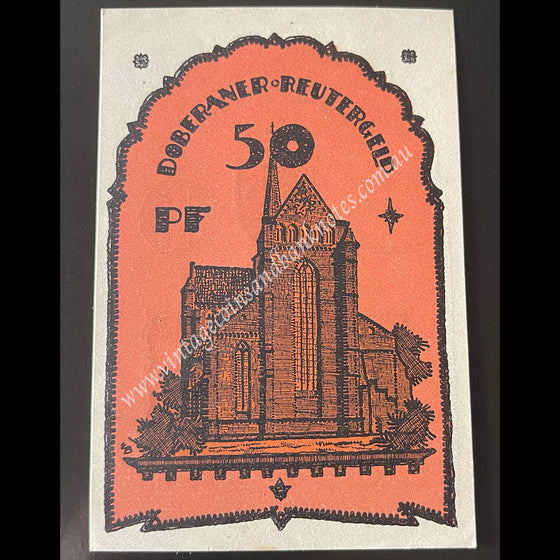 DOBERANER • REUTERGELD
50
PF
www.vintagecoinsandbanknotes.com.au